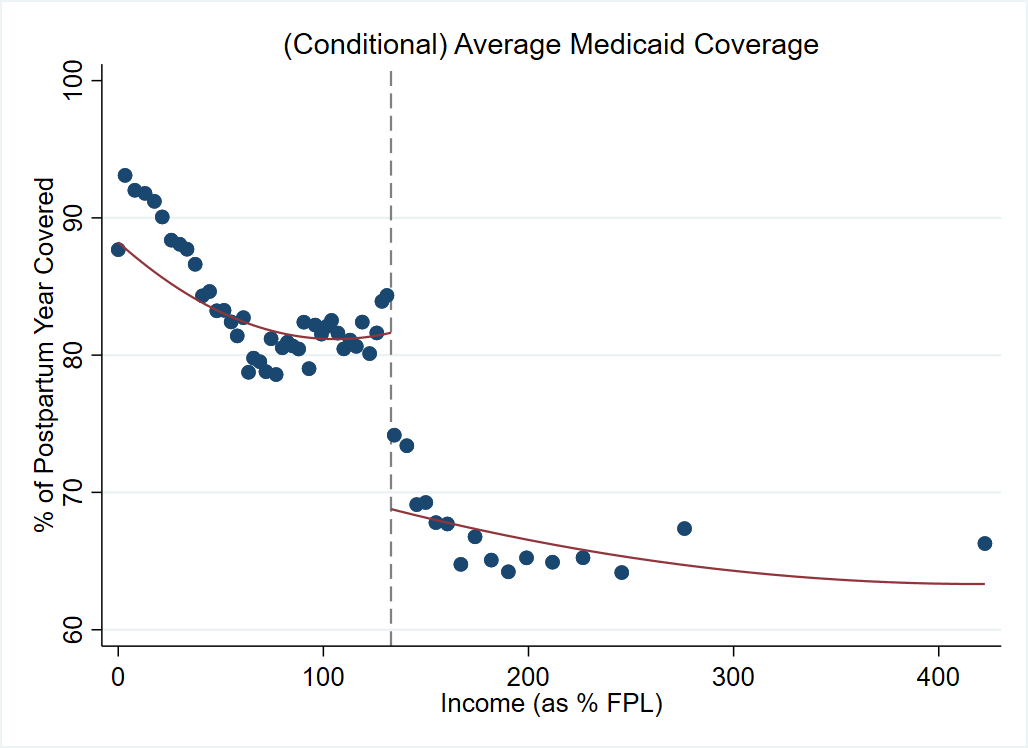 (Conditional) Average Medicaid Coverage
% of Postpartum Year Covered
100
90
80
70
60
0 100 200 300 400
Income (as % FPL)